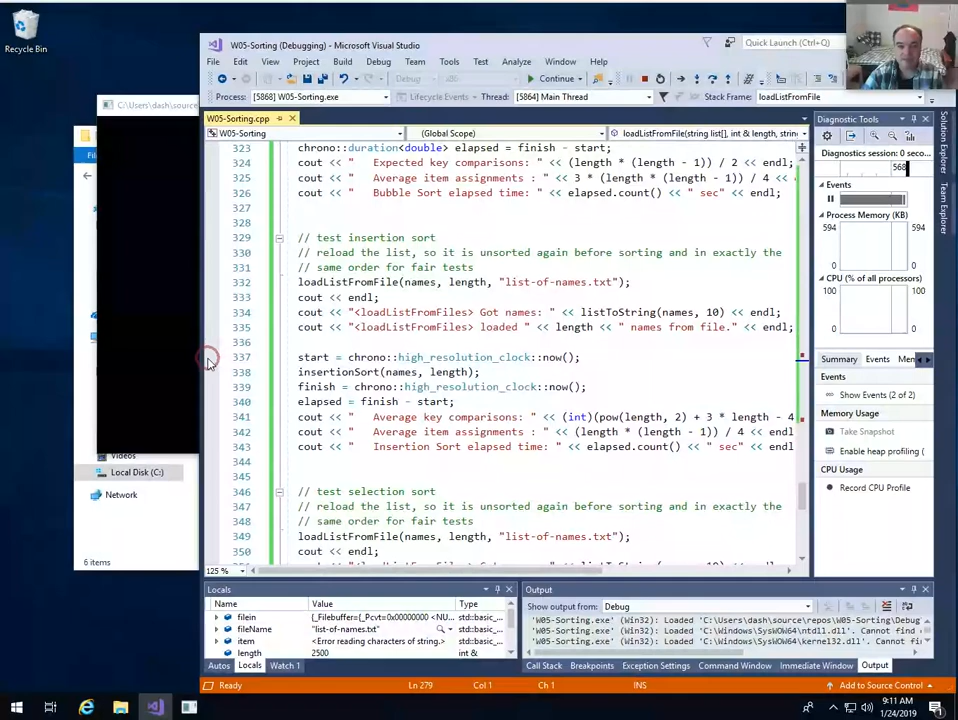 Recycle Bin
W05-Sorting (Debugging) - Microsoft Visual Studio
Quick Launch (Ctrl+Q)
File Edit View Project Build Debug Team Tools Test Analyze Window Help
Debug x86 Continue
Process: [5868] W05-Sorting.exe Lifecycle Events Thread: [5864] Main Thread Stack Frame: loadListFromFile
C:\Users\dash\source
W05-Sorting.cpp
W05-Sorting (Global Scope) loadListFromFile(string list[], int & length, string
323 chrono::duration<double> elapsed = finish - start;
324 cout << "   Expected key comparisons: " << (length * (length - 1)) / 2 << endl;
325 cout << "   Average item assignments : " << 3 * (length * (length - 1)) / 4 <<
326 cout << "   Bubble Sort elapsed time: " << elapsed.count() << " sec" << endl;
327
328
329 // test insertion sort
330 // reload the list, so it is unsorted again before sorting and in exactly the
331 // same order for fair tests
332 loadListFromFile(names, length, "list-of-names.txt");
333 cout << endl;
334 cout << "<loadListFromFiles> Got names: " << listToString(names, 10) << endl;
335 cout << "<loadListFromFiles> loaded " << length << " names from file." << endl;
336
337 start = chrono::high_resolution_clock::now();
338 insertionSort(names, length);
339 finish = chrono::high_resolution_clock::now();
340 elapsed = finish - start;
341 cout << "   Average key comparisons: " << (int)(pow(length, 2) + 3 * length - 4
342 cout << "   Average item assignments : " << (length * (length - 1)) / 4 << endl
343 cout << "   Insertion Sort elapsed time: " << elapsed.count() << " sec" << endl
344
345
346 // test selection sort
347 // reload the list, so it is unsorted again before sorting and in exactly the
348 // same order for fair tests
349 loadListFromFile(names, length, "list-of-names.txt");
350 cout << endl;
125 %
Diagnostic Tools
Diagnostics session: 0 seco
568
Events
Process Memory (KB)
594 594
0 0
CPU (% of all processors)
100 100
0 0
Summary Events Mem
Events
Show Events (2 of 2)
Memory Usage
Take Snapshot
Enable heap profiling (
CPU Usage
Record CPU Profile
Solution Explorer
Team Explorer
Fil
Videos
Local Disk (C:)
Network
6 items
Locals
Name Value Type
filein {_Filebuffer={_Pcvt=0x00000000 <NU std::basic_
fileName "list-of-names.txt" std::basic_
item <Error reading characters of string.> std::basic_
length 2500 int &
Autos Locals Watch 1
Output
Show output from: Debug
'W05-Sorting.exe' (Win32): Loaded 'C:\Users\dash\source\repos\W05-Sorting\Debug
'W05-Sorting.exe' (Win32): Loaded 'C:\Windows\SysWOW64\ntdll.dll'. Cannot find
'W05-Sorting.exe' (Win32): Loaded 'C:\Windows\SysWOW64\kernel32.dll'. Cannot fi
Call Stack Breakpoints Exception Settings Command Window Immediate Window Output
Ready Ln 279 Col 1 Ch 1 INS Add to Source Control
9:11 AM
1/24/2019
1